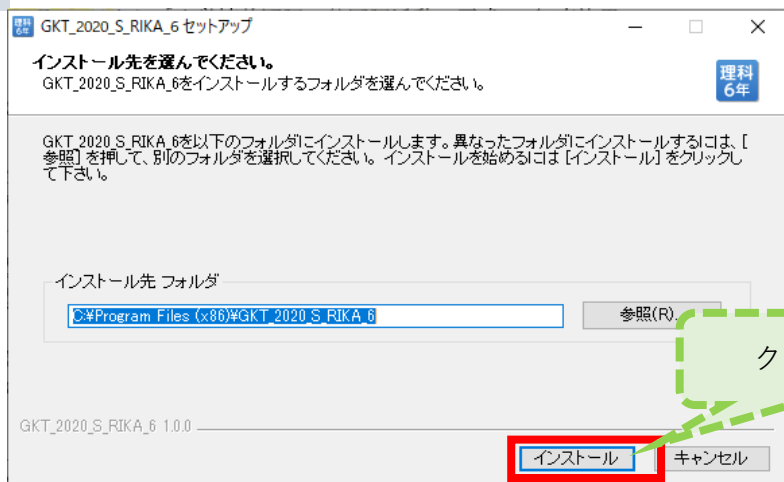 GKT_2020_S_RIKA_6 セットアップ
インストール先を選んでください。
GKT_2020_S_RIKA_6をインストールするフォルダを選んでください。
理科
6年
GKT_2020_S_RIKA_6を以下のフォルダにインストールします。異なったフォルダにインストールするには、[
参照] を押して、別のフォルダを選択してください。インストールを始めるには [インストール] をクリックし
て下さい。
インストール先 フォルダ
C:¥Program Files (x86)¥GKT_2020_S_RIKA_6
参照(R)...
ク
GKT_2020_S_RIKA_6 1.0.0
インストール
キャンセル